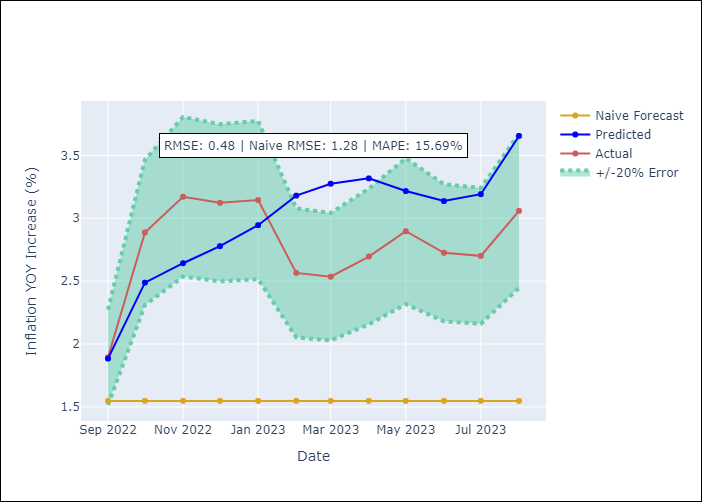 RMSE: 0.48 | Naive RMSE: 1.28 | MAPE: 15.69%
Naive Forecast
Predicted
Actual
+/-20% Error
Inflation YOY Increase (%)
3.5
3
2.5
2
1.5
Sep 2022 Nov 2022 Jan 2023 Mar 2023 May 2023 Jul 2023
Date